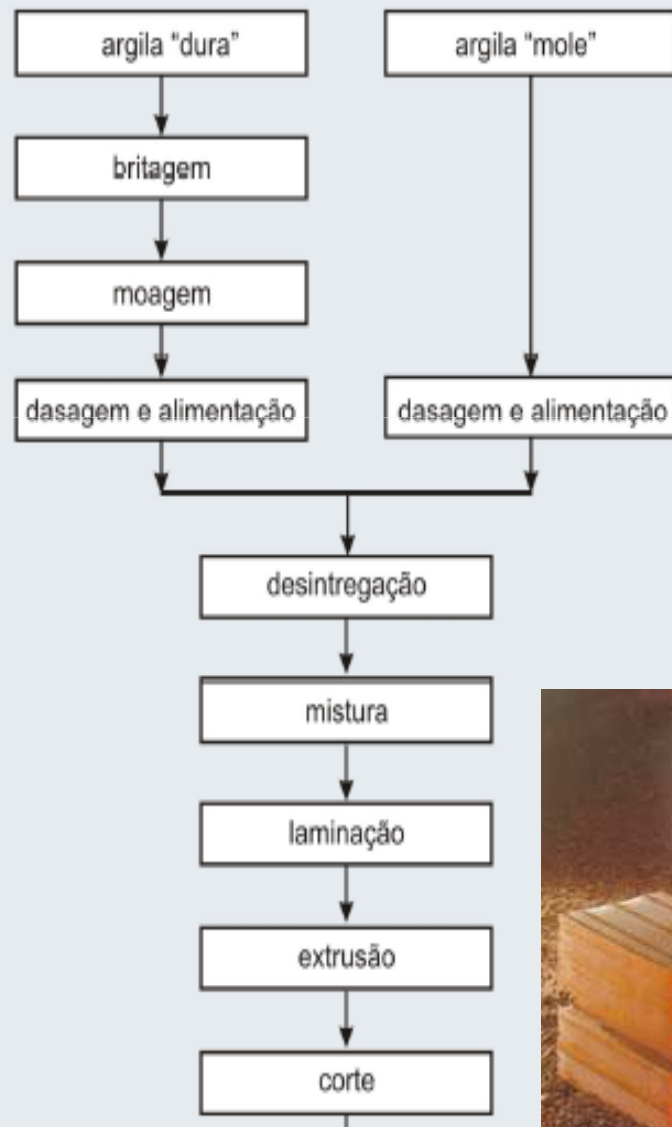 argila “dura”
argila “mole”
britagem
moagem
dasagem e alimentação
dasagem e alimentação
desintregação
mistura
laminação
extrusão
corte